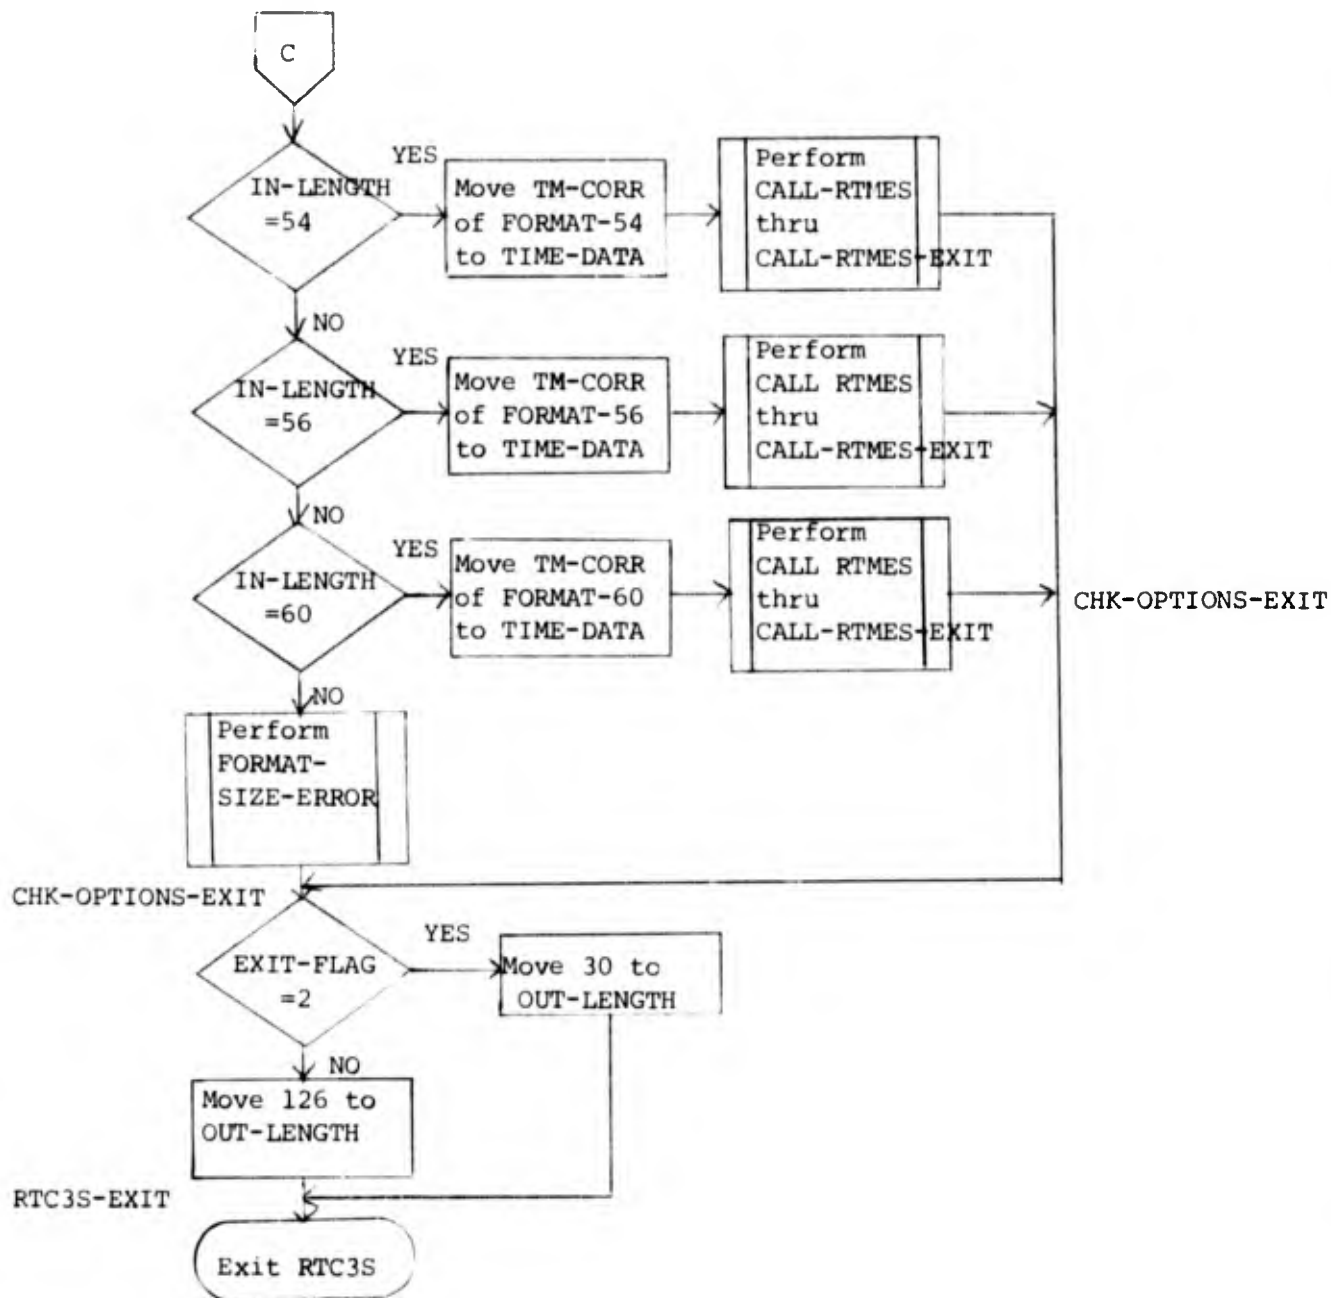 C
YES
IN-LENGTH
=54
Move TM-CORR
of FORMAT-54
to TIME-DATA
Perform
CALL-RTMES
thru
CALL-RTMES-EXIT
NO
YES
IN-LENGTH
=56
Move TM-CORR
of FORMAT-56
to TIME-DATA
Perform
CALL RTMES
thru
CALL-RTMES-EXIT
NO
YES
IN-LENGTH
=60
Move TM-CORR
of FORMAT-60
to TIME-DATA
Perform
CALL RTMES
thru
CALL-RTMES-EXIT
CHK-OPTIONS-EXIT
NO
Perform
FORMAT-
SIZE-ERROR
CHK-OPTIONS-EXIT
YES
EXIT-FLAG
=2
Move 30 to
OUT-LENGTH
NO
Move 126 to
OUT-LENGTH
RTC3S-EXIT
Exit RTC3S